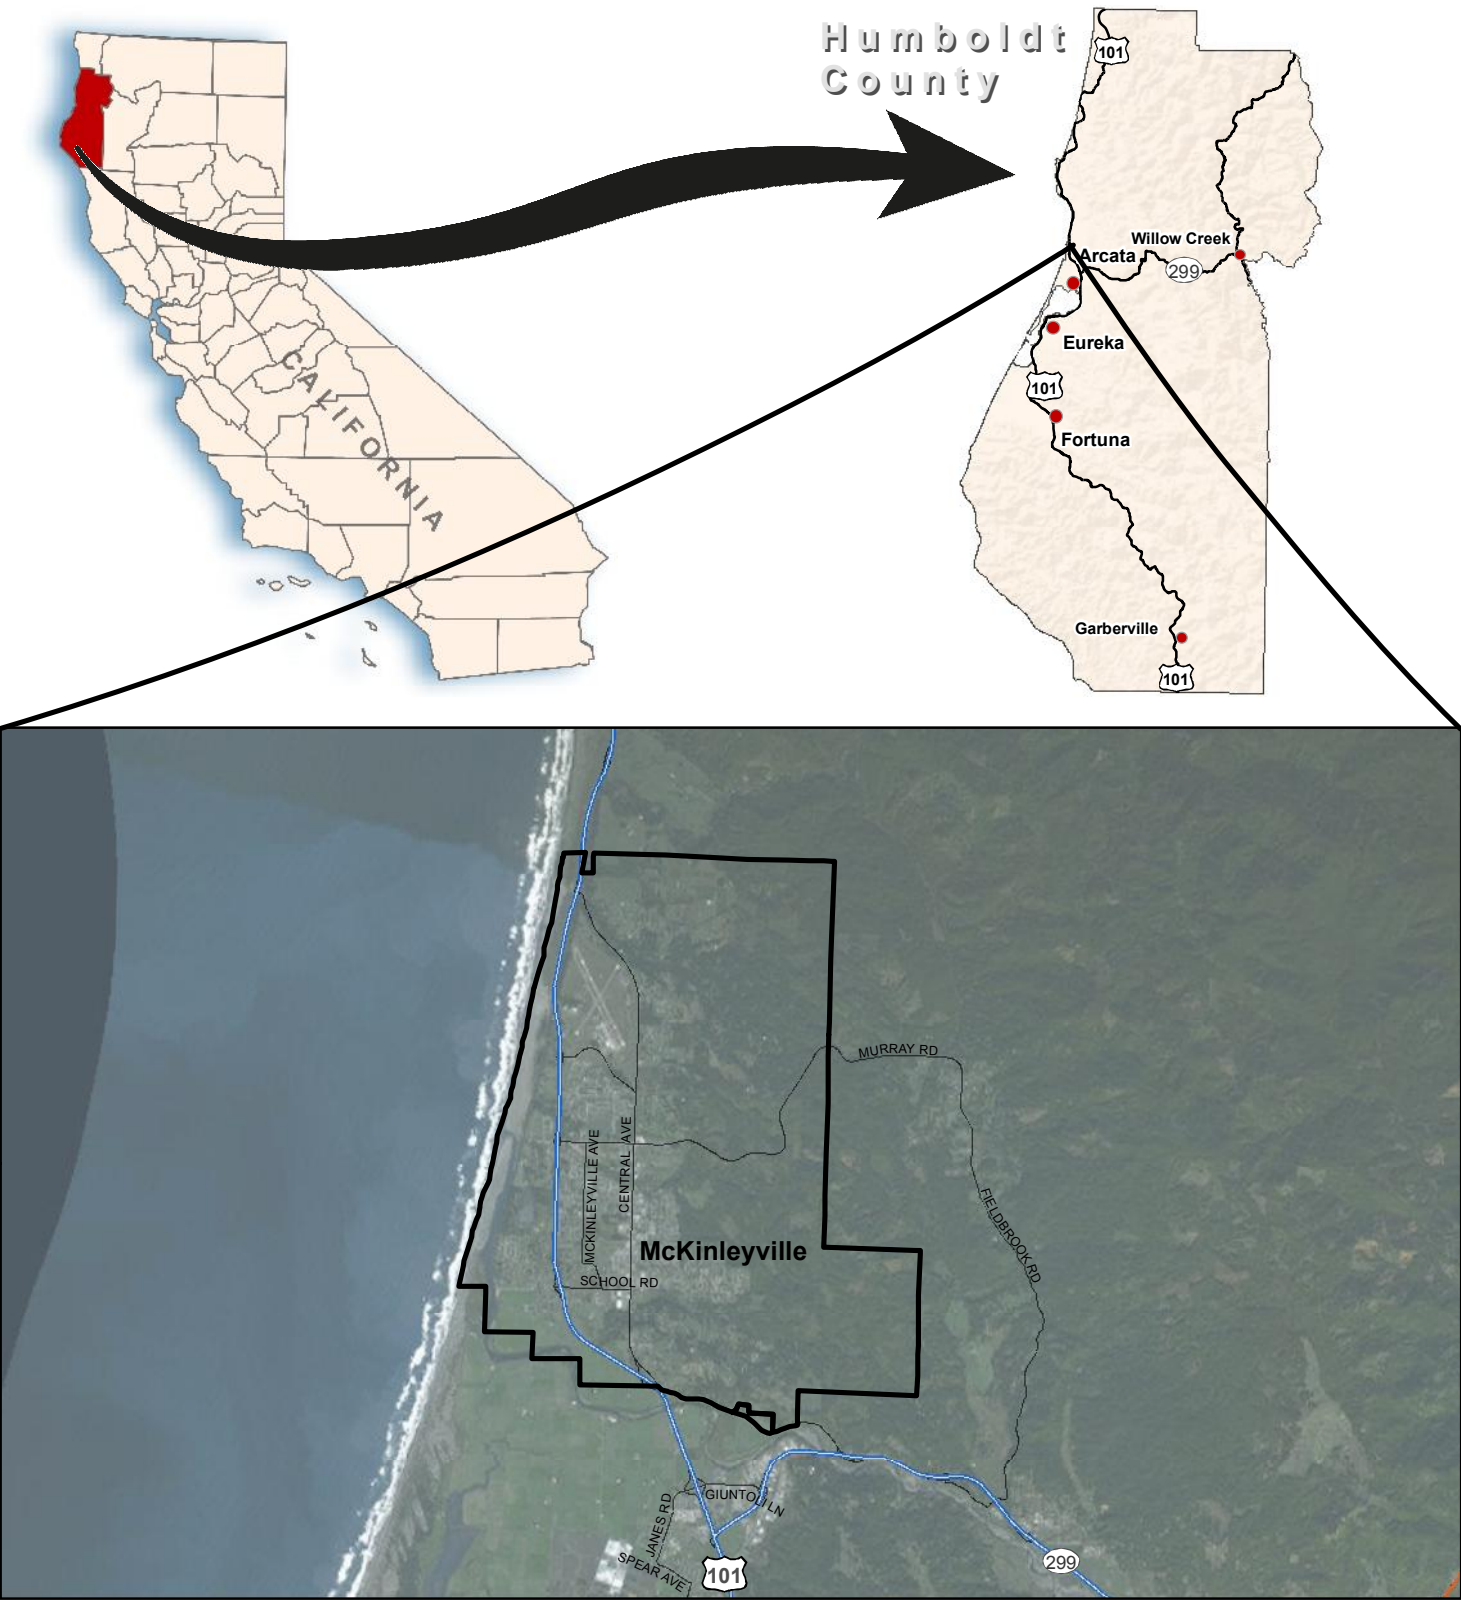 Humboldt
County
101
Willow Creek
Arcata
299
Eureka
101
Fortuna
CALIFORNIA
Garberville
101
MURRAY RD
MCKINLEYVILLE AVE
CENTRAL AVE
FIELDBROOK RD
McKinleyville
SCHOOL RD
GIUNTOLI LN
JANES RD
SPEAR AVE
101
299